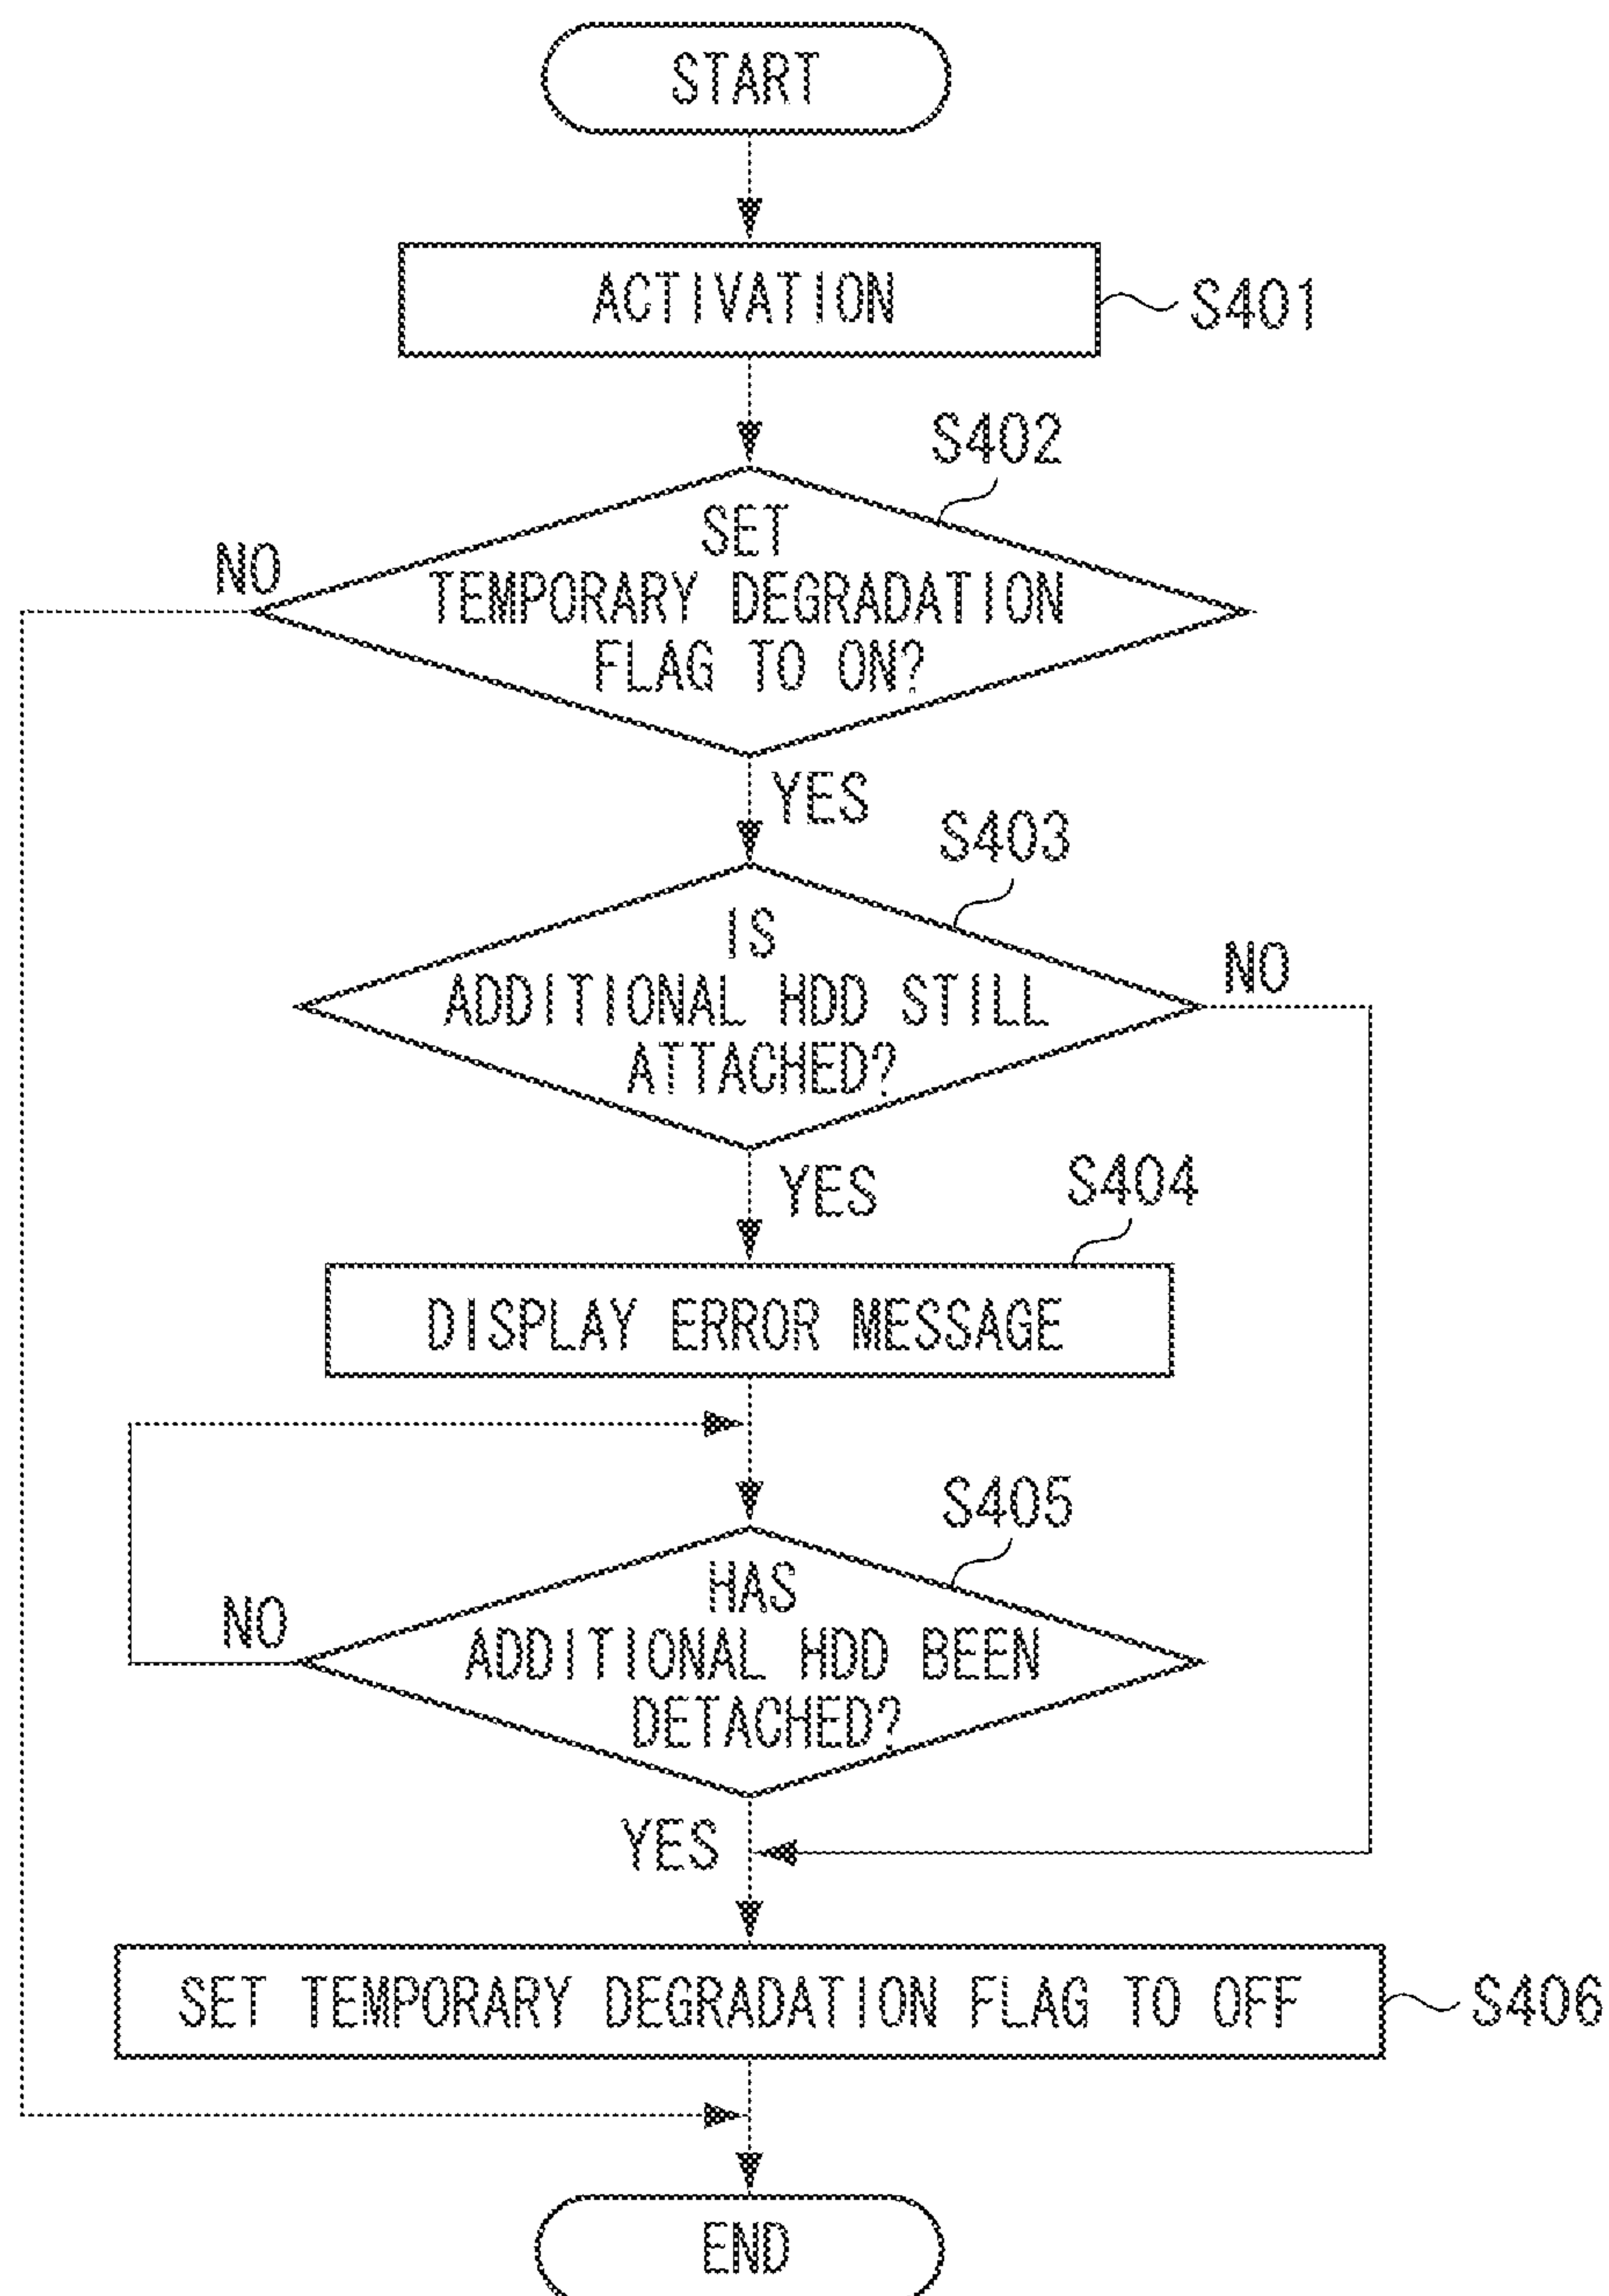 START
ACTIVATION
S401
S402
SET
TEMPORARY DEGRADATION
FLAG TO ON?
NO
YES
S403
IS
ADDITIONAL HDD STILL
ATTACHED?
NO
YES
S404
DISPLAY ERROR MESSAGE
S405
HAS
ADDITIONAL HDD BEEN
DETACHED?
NO
YES
SET TEMPORARY DEGRADATION FLAG TO OFF
S406
END